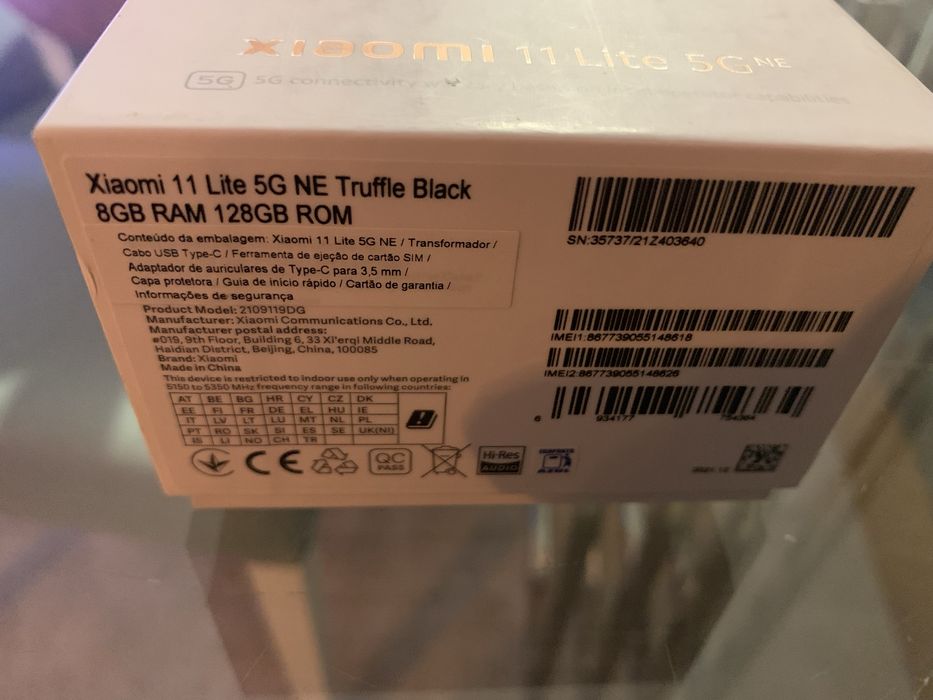 xiaomi 11 Lite 5G NE
5G 5G connectivity
capabilities
Xiaomi 11 Lite 5G NE Truffle Black
8GB RAM 128GB ROM
Conteúdo da embalagem: Xiaomi 11 Lite 5G NE / Transformador /
Cabo USB Type-C / Ferramenta de ejeção de cartão SIM /
Adaptador de auriculares de Type-C para 3,5 mm /
Capa protetora / Guia de início rápido / Cartão de garantia /
Informações de segurança
Product Model: 2109119DG
Manufacturer: Xiaomi Communications Co., Ltd.
Manufacturer postal address:
#019, 9th Floor, Building 6, 33 Xi'erqi Middle Road,
Haidian District, Beijing, China, 100085
Brand: Xiaomi
Made in China
This device is restricted to indoor use only when operating in
5150 to 5350 MHz frequency range in following countries:
AT BE BG HR CY CZ DK
EE FI FR DE EL HU IE
IT LV LT LU MT NL PL
PT RO SK SI ES SE UK(NI)
IS LI NO CH TR
CE
QC
PASS
Hi-Res
AUDIO
SN:35737/21Z403640
IMEI1:867739055148618
IMEI2:867739055148626
6 934177 754364
2021.12